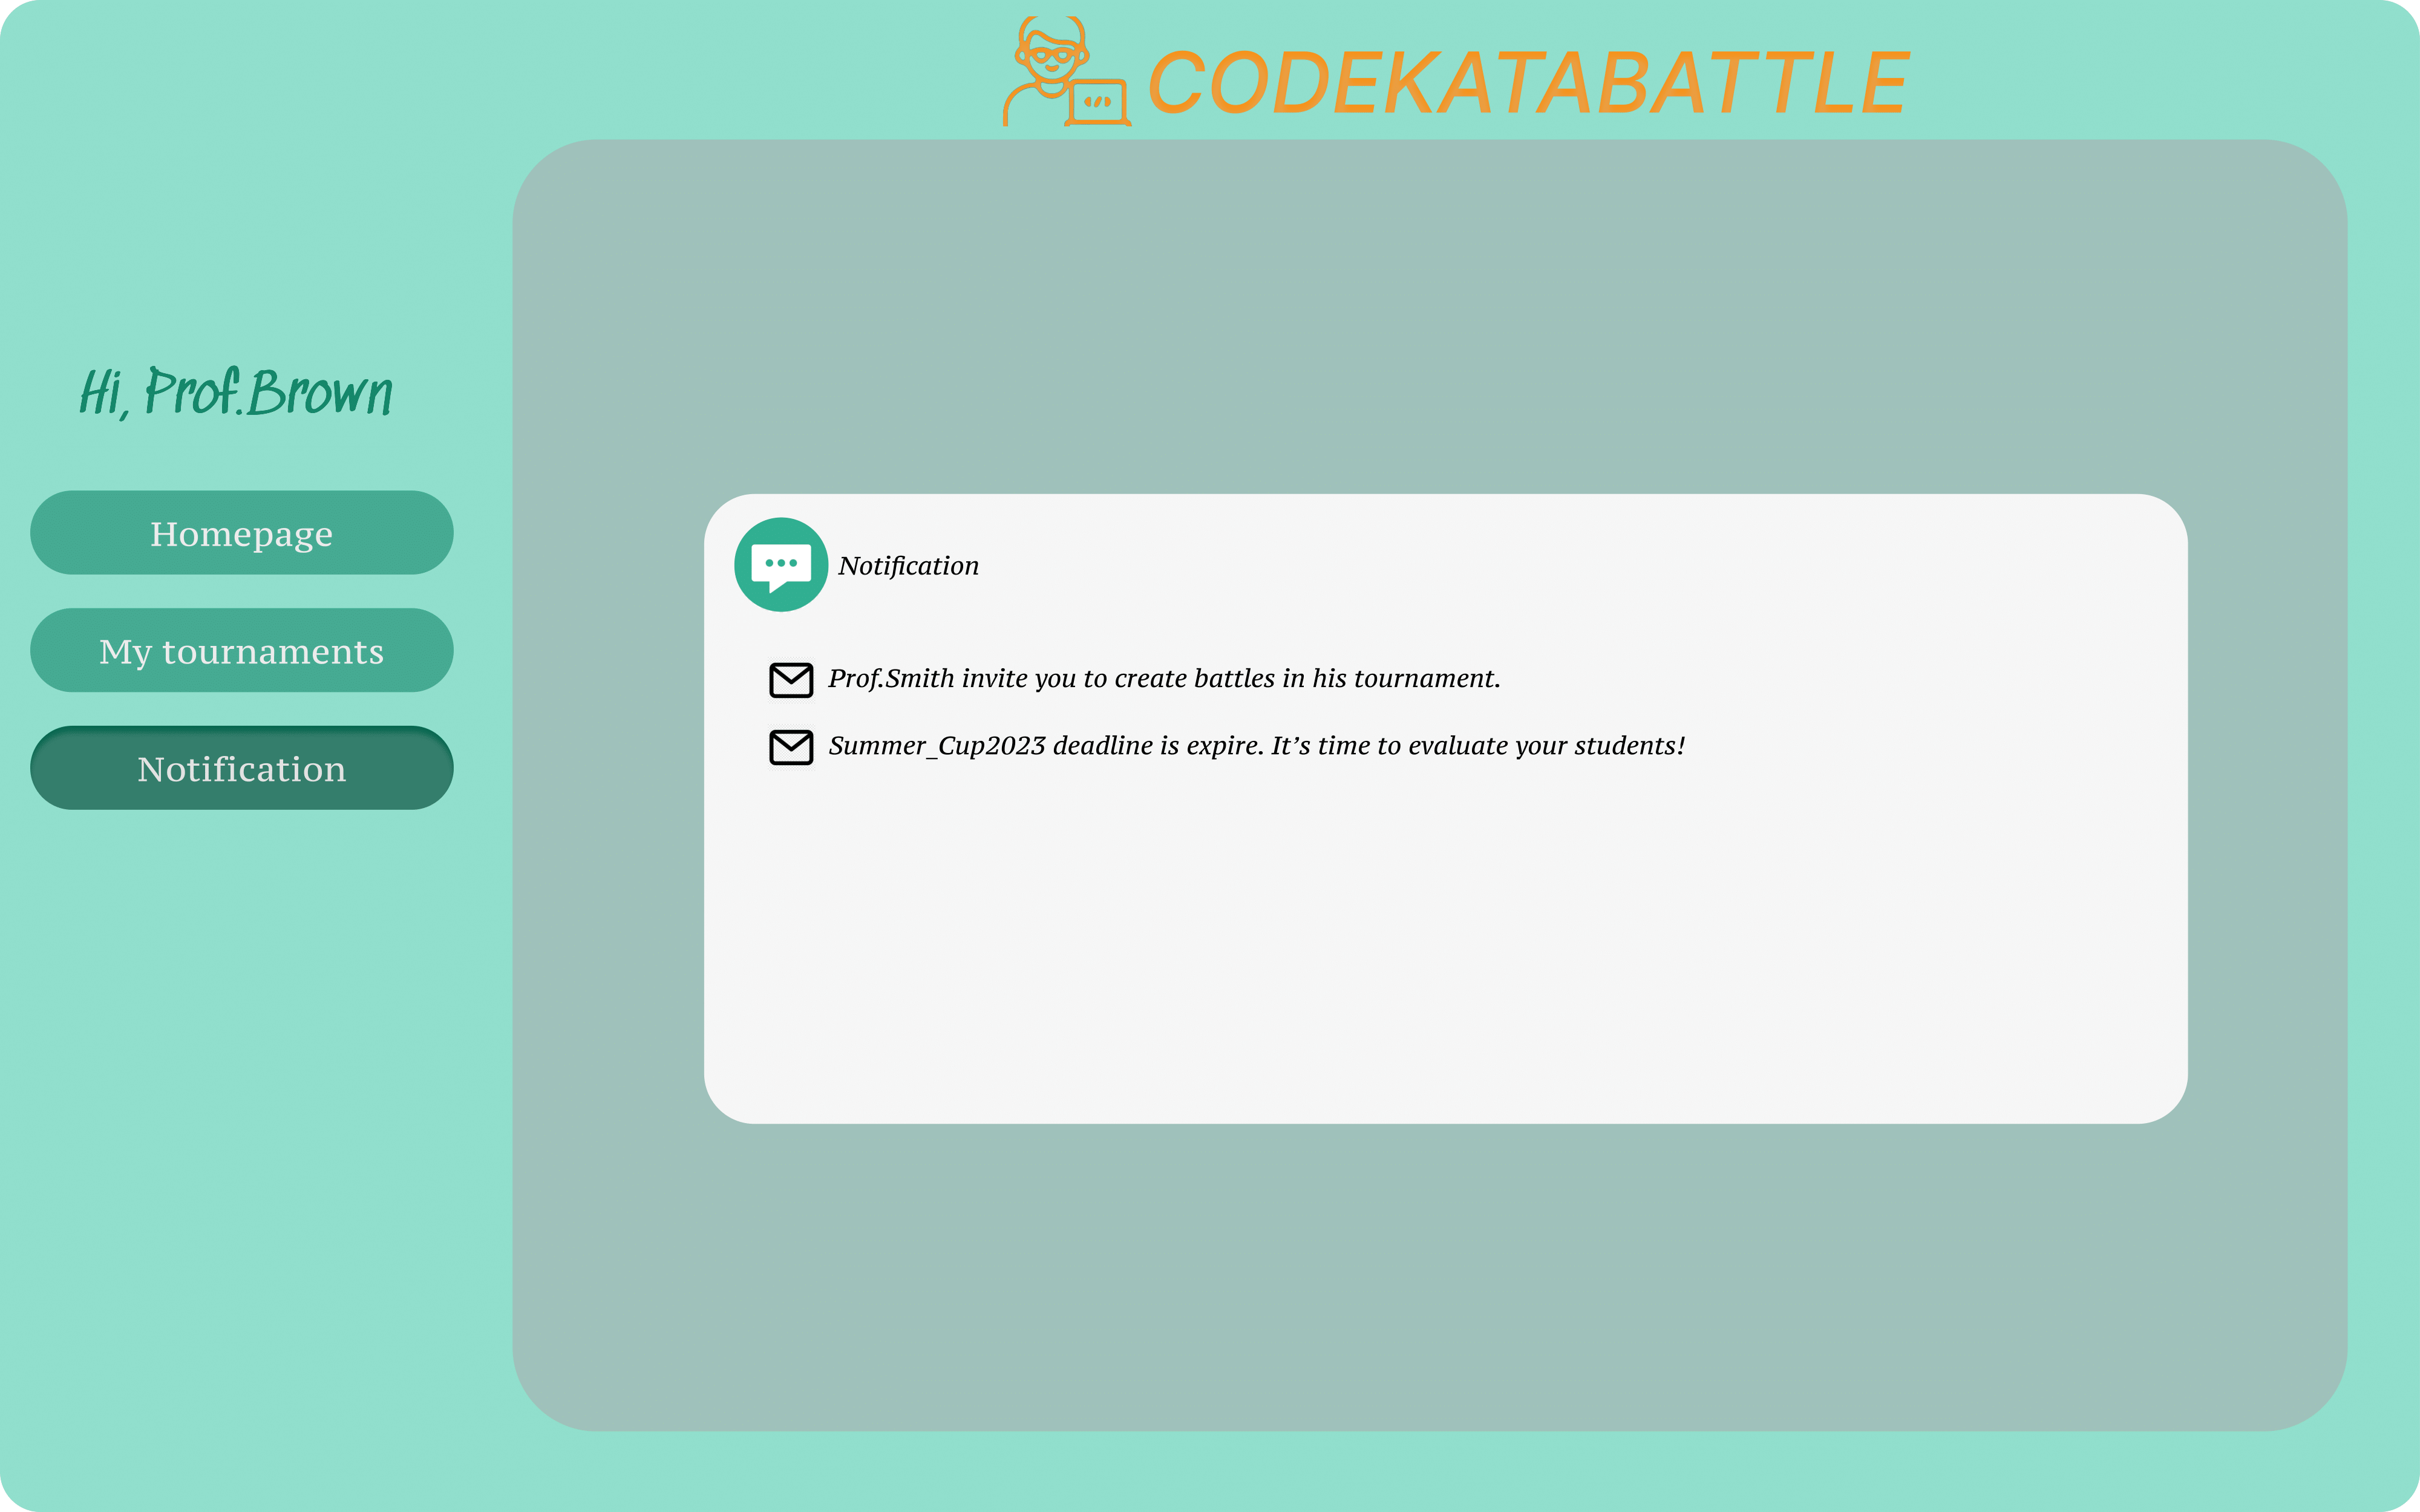 CODEKATABATTLE
Hi, Prof.Brown
Homepage
My tournaments
Notification
Notification
Prof.Smith invite you to create battles in his tournament.
Summer_Cup2023 deadline is expire. It’s time to evaluate your students!